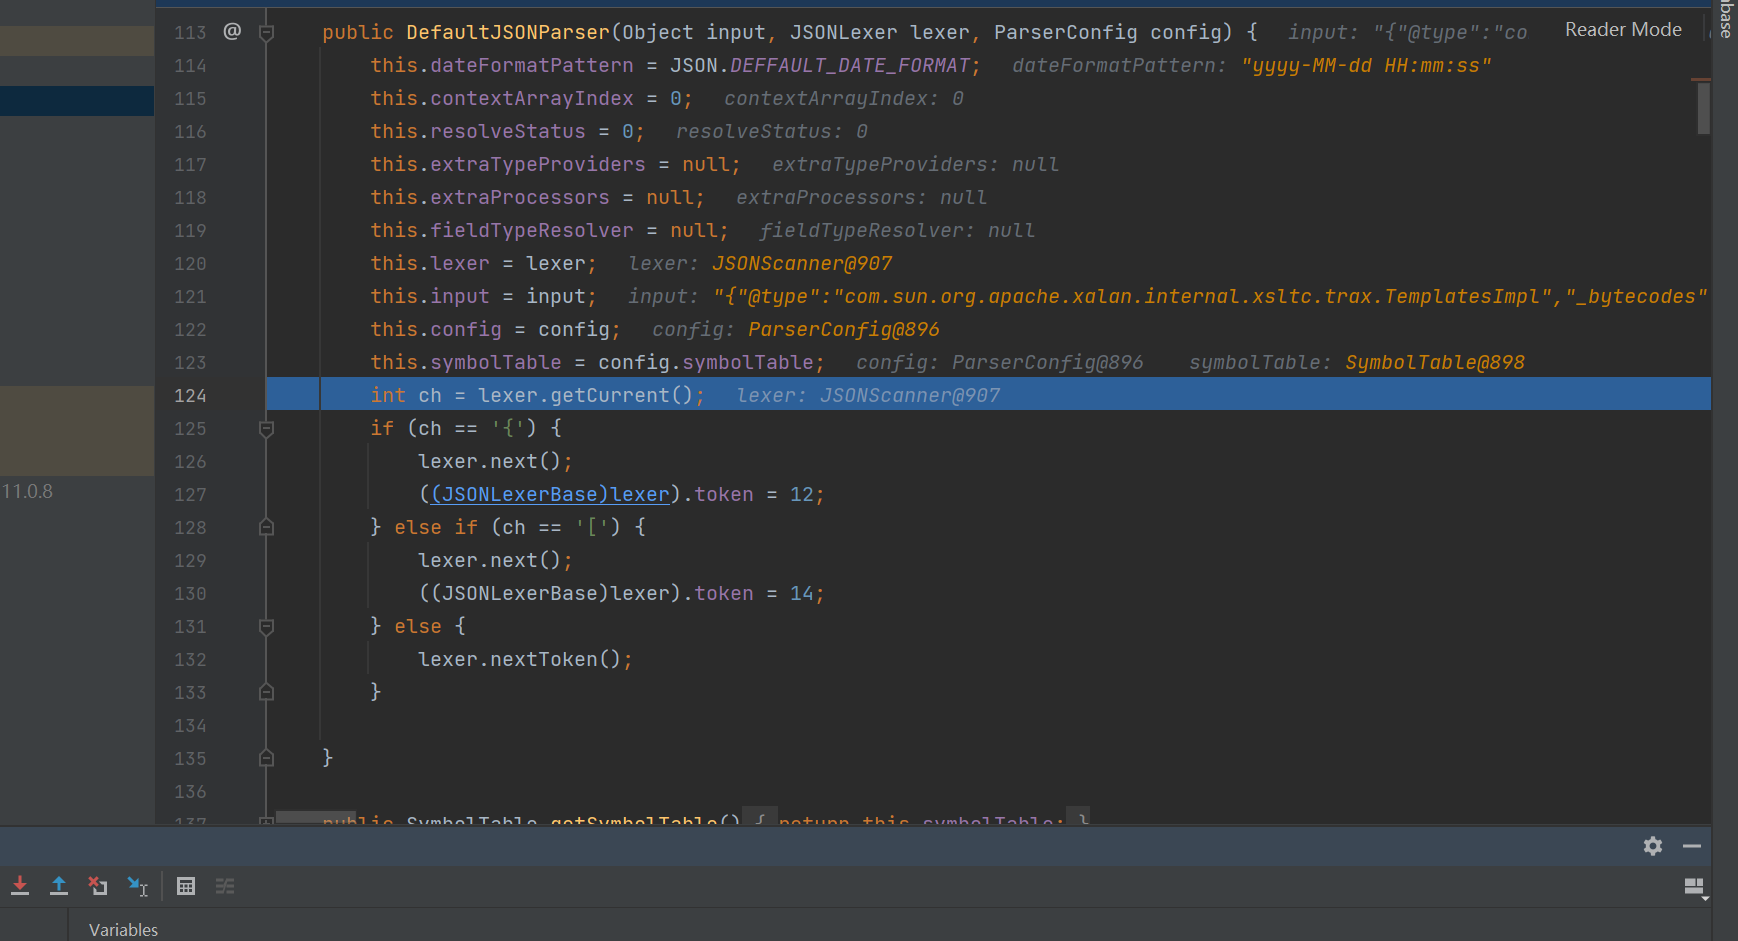 113 @ public DefaultJSONParser(Object input, JSONLexer lexer, ParserConfig config) { input: "{"@type":"co Reader Mode
114 this.dateFormatPattern = JSON.DEFFAULT_DATE_FORMAT; dateFormatPattern: "yyyy-MM-dd HH:mm:ss"
115 this.contextArrayIndex = 0; contextArrayIndex: 0
116 this.resolveStatus = 0; resolveStatus: 0
117 this.extraTypeProviders = null; extraTypeProviders: null
118 this.extraProcessors = null; extraProcessors: null
119 this.fieldTypeResolver = null; fieldTypeResolver: null
120 this.lexer = lexer; lexer: JSONScanner@907
121 this.input = input; input: "{"@type":"com.sun.org.apache.xalan.internal.xsltc.trax.TemplatesImpl","_bytecodes"
122 this.config = config; config: ParserConfig@896
123 this.symbolTable = config.symbolTable; config: ParserConfig@896 symbolTable: SymbolTable@898
124 int ch = lexer.getCurrent(); lexer: JSONScanner@907
125 if (ch == '{') {
126 lexer.next();
127 ((JSONLexerBase)lexer).token = 12;
128 } else if (ch == '[') {
129 lexer.next();
130 ((JSONLexerBase)lexer).token = 14;
131 } else {
132 lexer.nextToken();
133 }
134
135 }
136
137 public SymbolTable getSymbolTable() { return this.symbolTable; }
11.0.8
abase
Variables